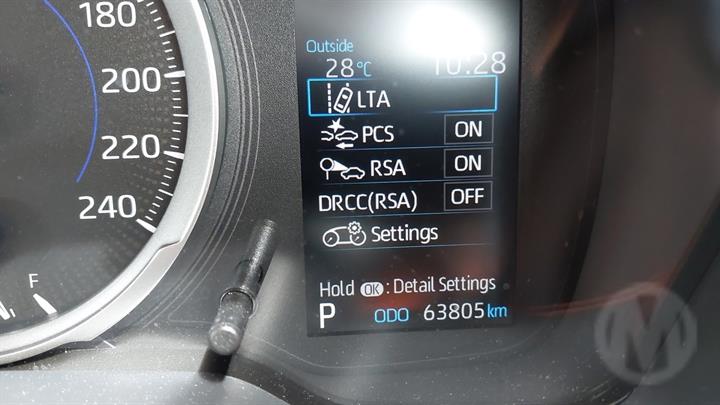 180
200
220
240
F
Outside
28°C 10:28
LTA
PCS ON
RSA ON
DRCC(RSA) OFF
Settings
Hold OK : Detail Settings
P ODO 63805 km
M